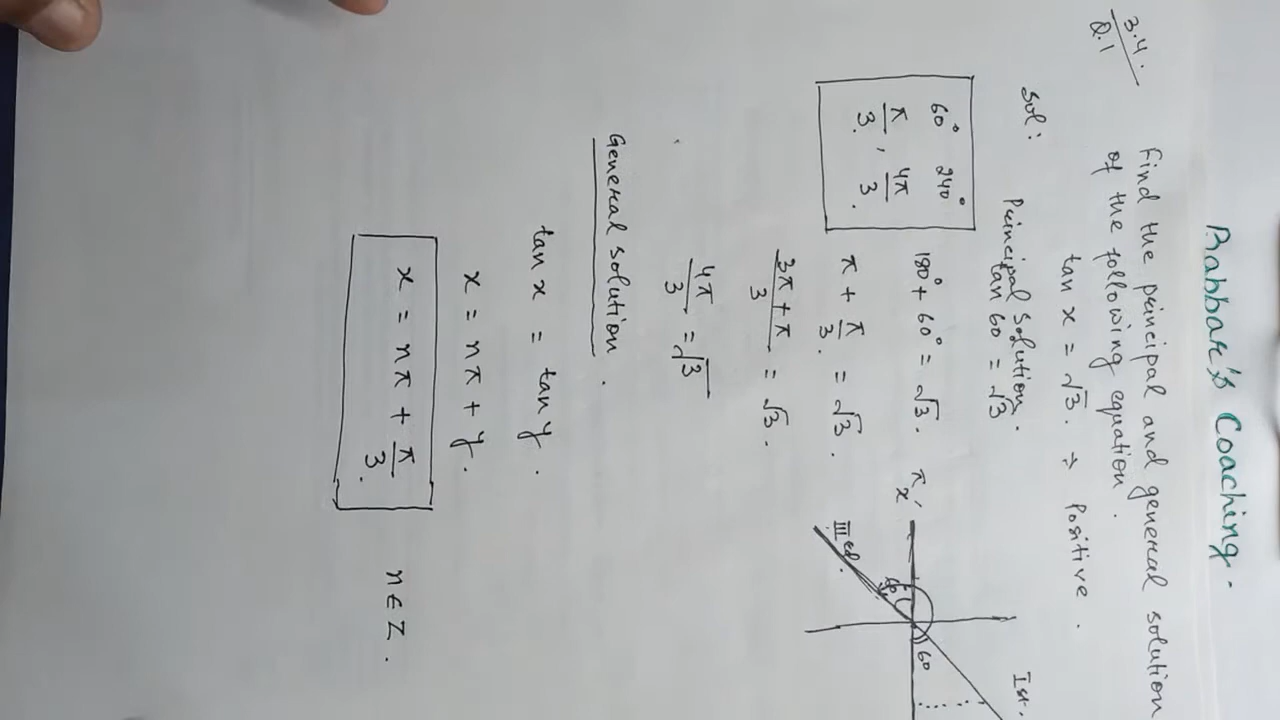 Babbar's Coaching.
3.4.
Q.1
Find the principal and general solution
of the following equation.
tan x = √3. → Positive.
Sol:
Principal Solution.
tan 60° = √3
60° 240°
π/3, 4π/3.
180° + 60° = √3.
π + π/3. = √3.
3π + π/3 = √3.
4π/3 = √3
π
x'
IIIrd.
60
60
Ist.
General Solution.
tan x = tan y.
x = nπ + y.
x = nπ + π/3.
n ∈ Z.